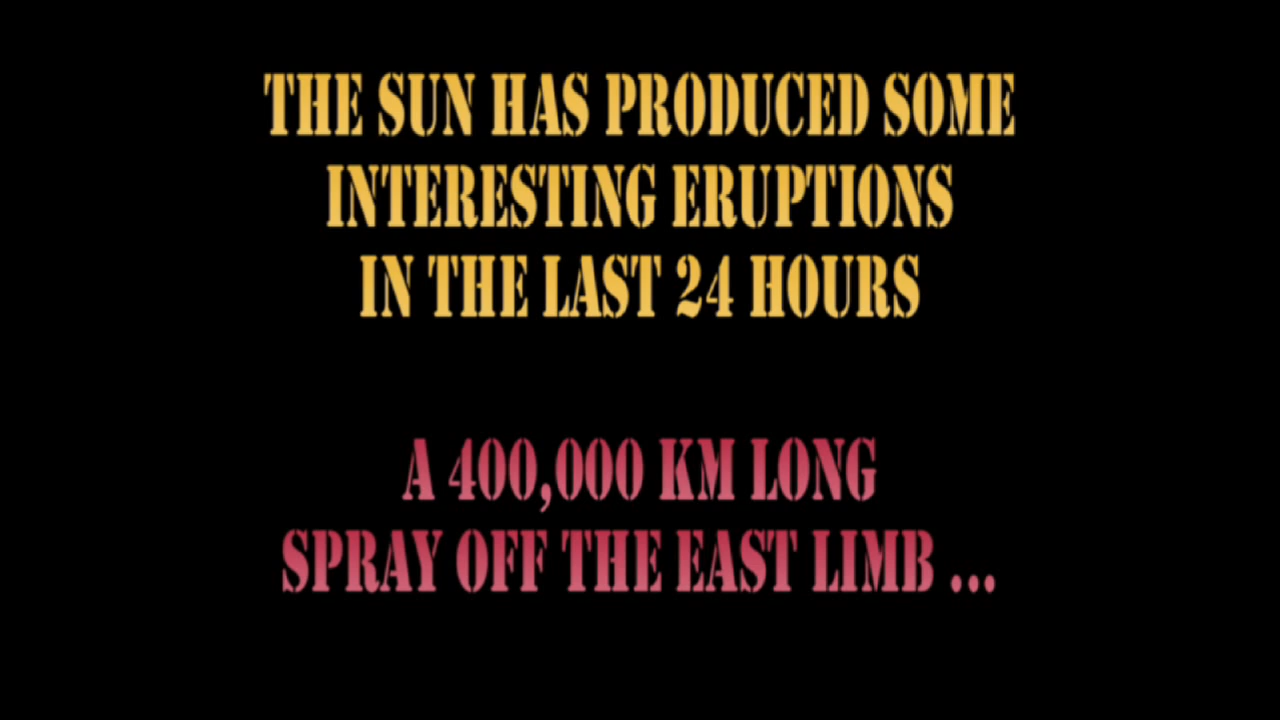 THE SUN HAS PRODUCED SOME
INTERESTING ERUPTIONS
IN THE LAST 24 HOURS
A 400,000 KM LONG
SPRAY OFF THE EAST LIMB ...